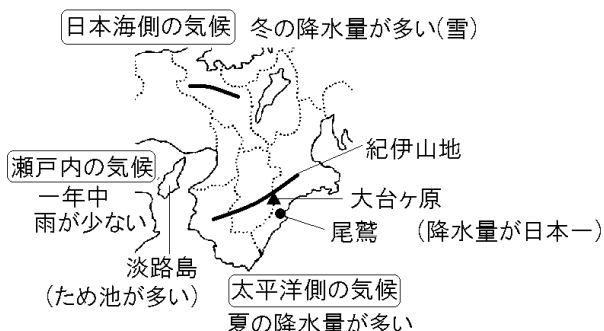 日本海側の気候 冬の降水量が多い(雪)
紀伊山地
瀬戸内の気候
一年中
雨が少ない
大台ヶ原
尾鷲 (降水量が日本一)
淡路島
(ため池が多い)
太平洋側の気候
夏の降水量が多い